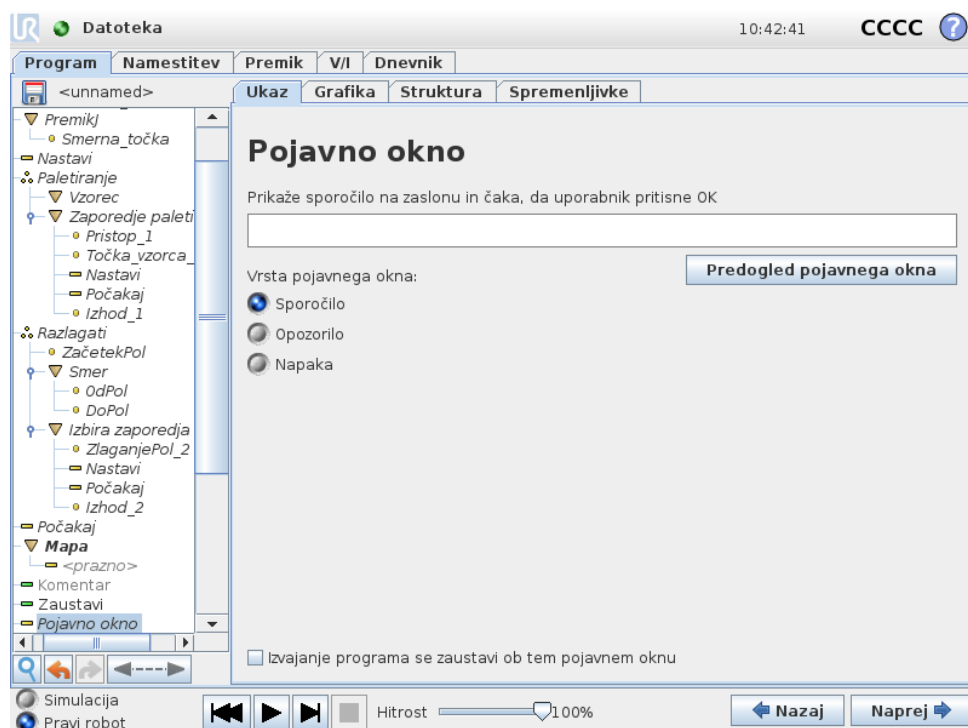 UR Datoteka 10:42:41 CCCC ?
Program Namestitev Premik V/I Dnevnik
<unnamed>
Ukaz Grafika Struktura Spremenljivke
PremikJ
Smerna_točka
Nastavi
Paletiranje
Vzorec
Zaporedje paleti
Pristop_1
Točka_vzorca_
Nastavi
Počakaj
Izhod_1
Razlagati
ZačetekPol
Smer
OdPol
DoPol
Izbira zaporedja
ZlaganjePol_2
Nastavi
Počakaj
Izhod_2
Počakaj
Mapa
<prazno>
Komentar
Zaustavi
Pojavno okno
Pojavno okno
Prikaže sporočilo na zaslonu in čaka, da uporabnik pritisne OK
Predogled pojavnega okna
Vrsta pojavnega okna:
Sporočilo
Opozorilo
Napaka
Izvajanje programa se zaustavi ob tem pojavnem oknu
Simulacija
Pravi robot
Hitrost 100%
Nazaj
Naprej